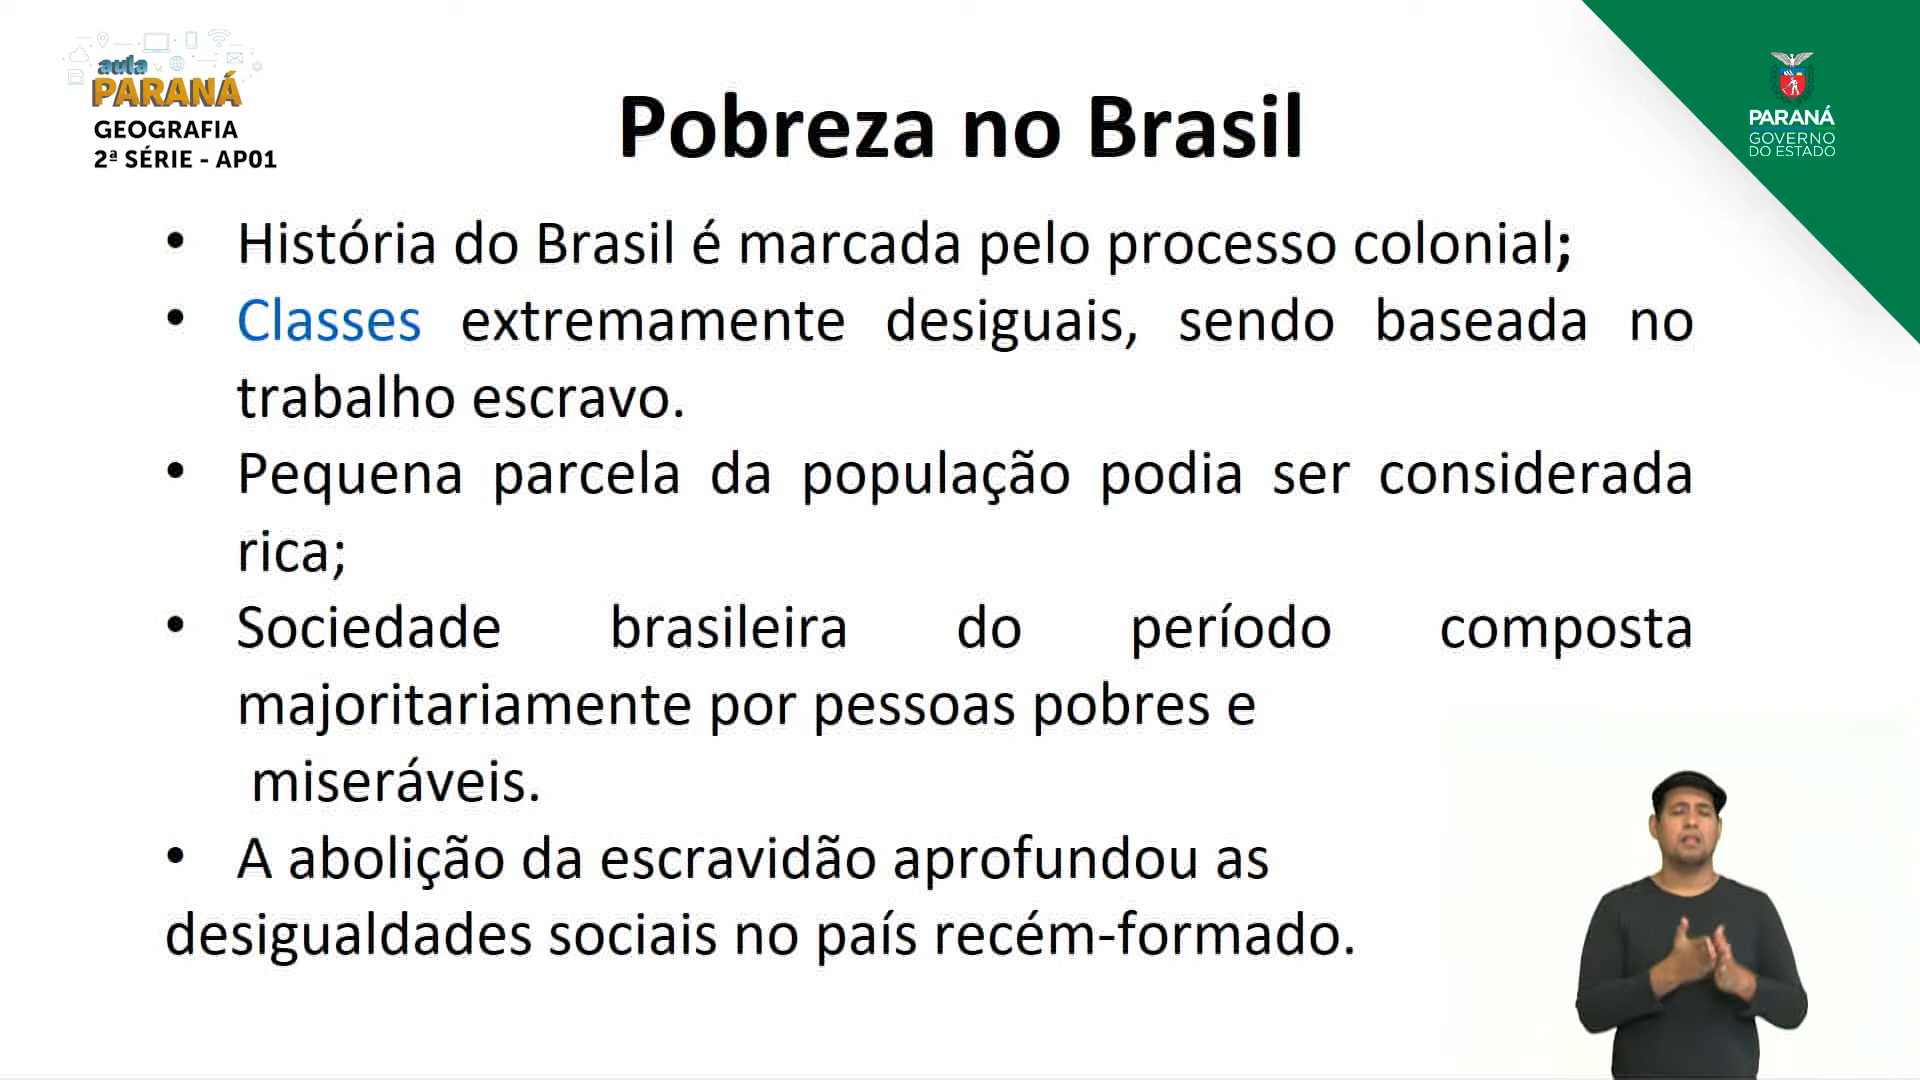 aula
PARANÁ
GEOGRAFIA
2ª SÉRIE - AP01
PARANÁ
GOVERNO
DO ESTADO
Pobreza no Brasil
• História do Brasil é marcada pelo processo colonial;
• Classes extremamente desiguais, sendo baseada no
trabalho escravo.
• Pequena parcela da população podia ser considerada
rica;
• Sociedade brasileira do período composta
majoritariamente por pessoas pobres e
miseráveis.
• A abolição da escravidão aprofundou as
desigualdades sociais no país recém-formado.